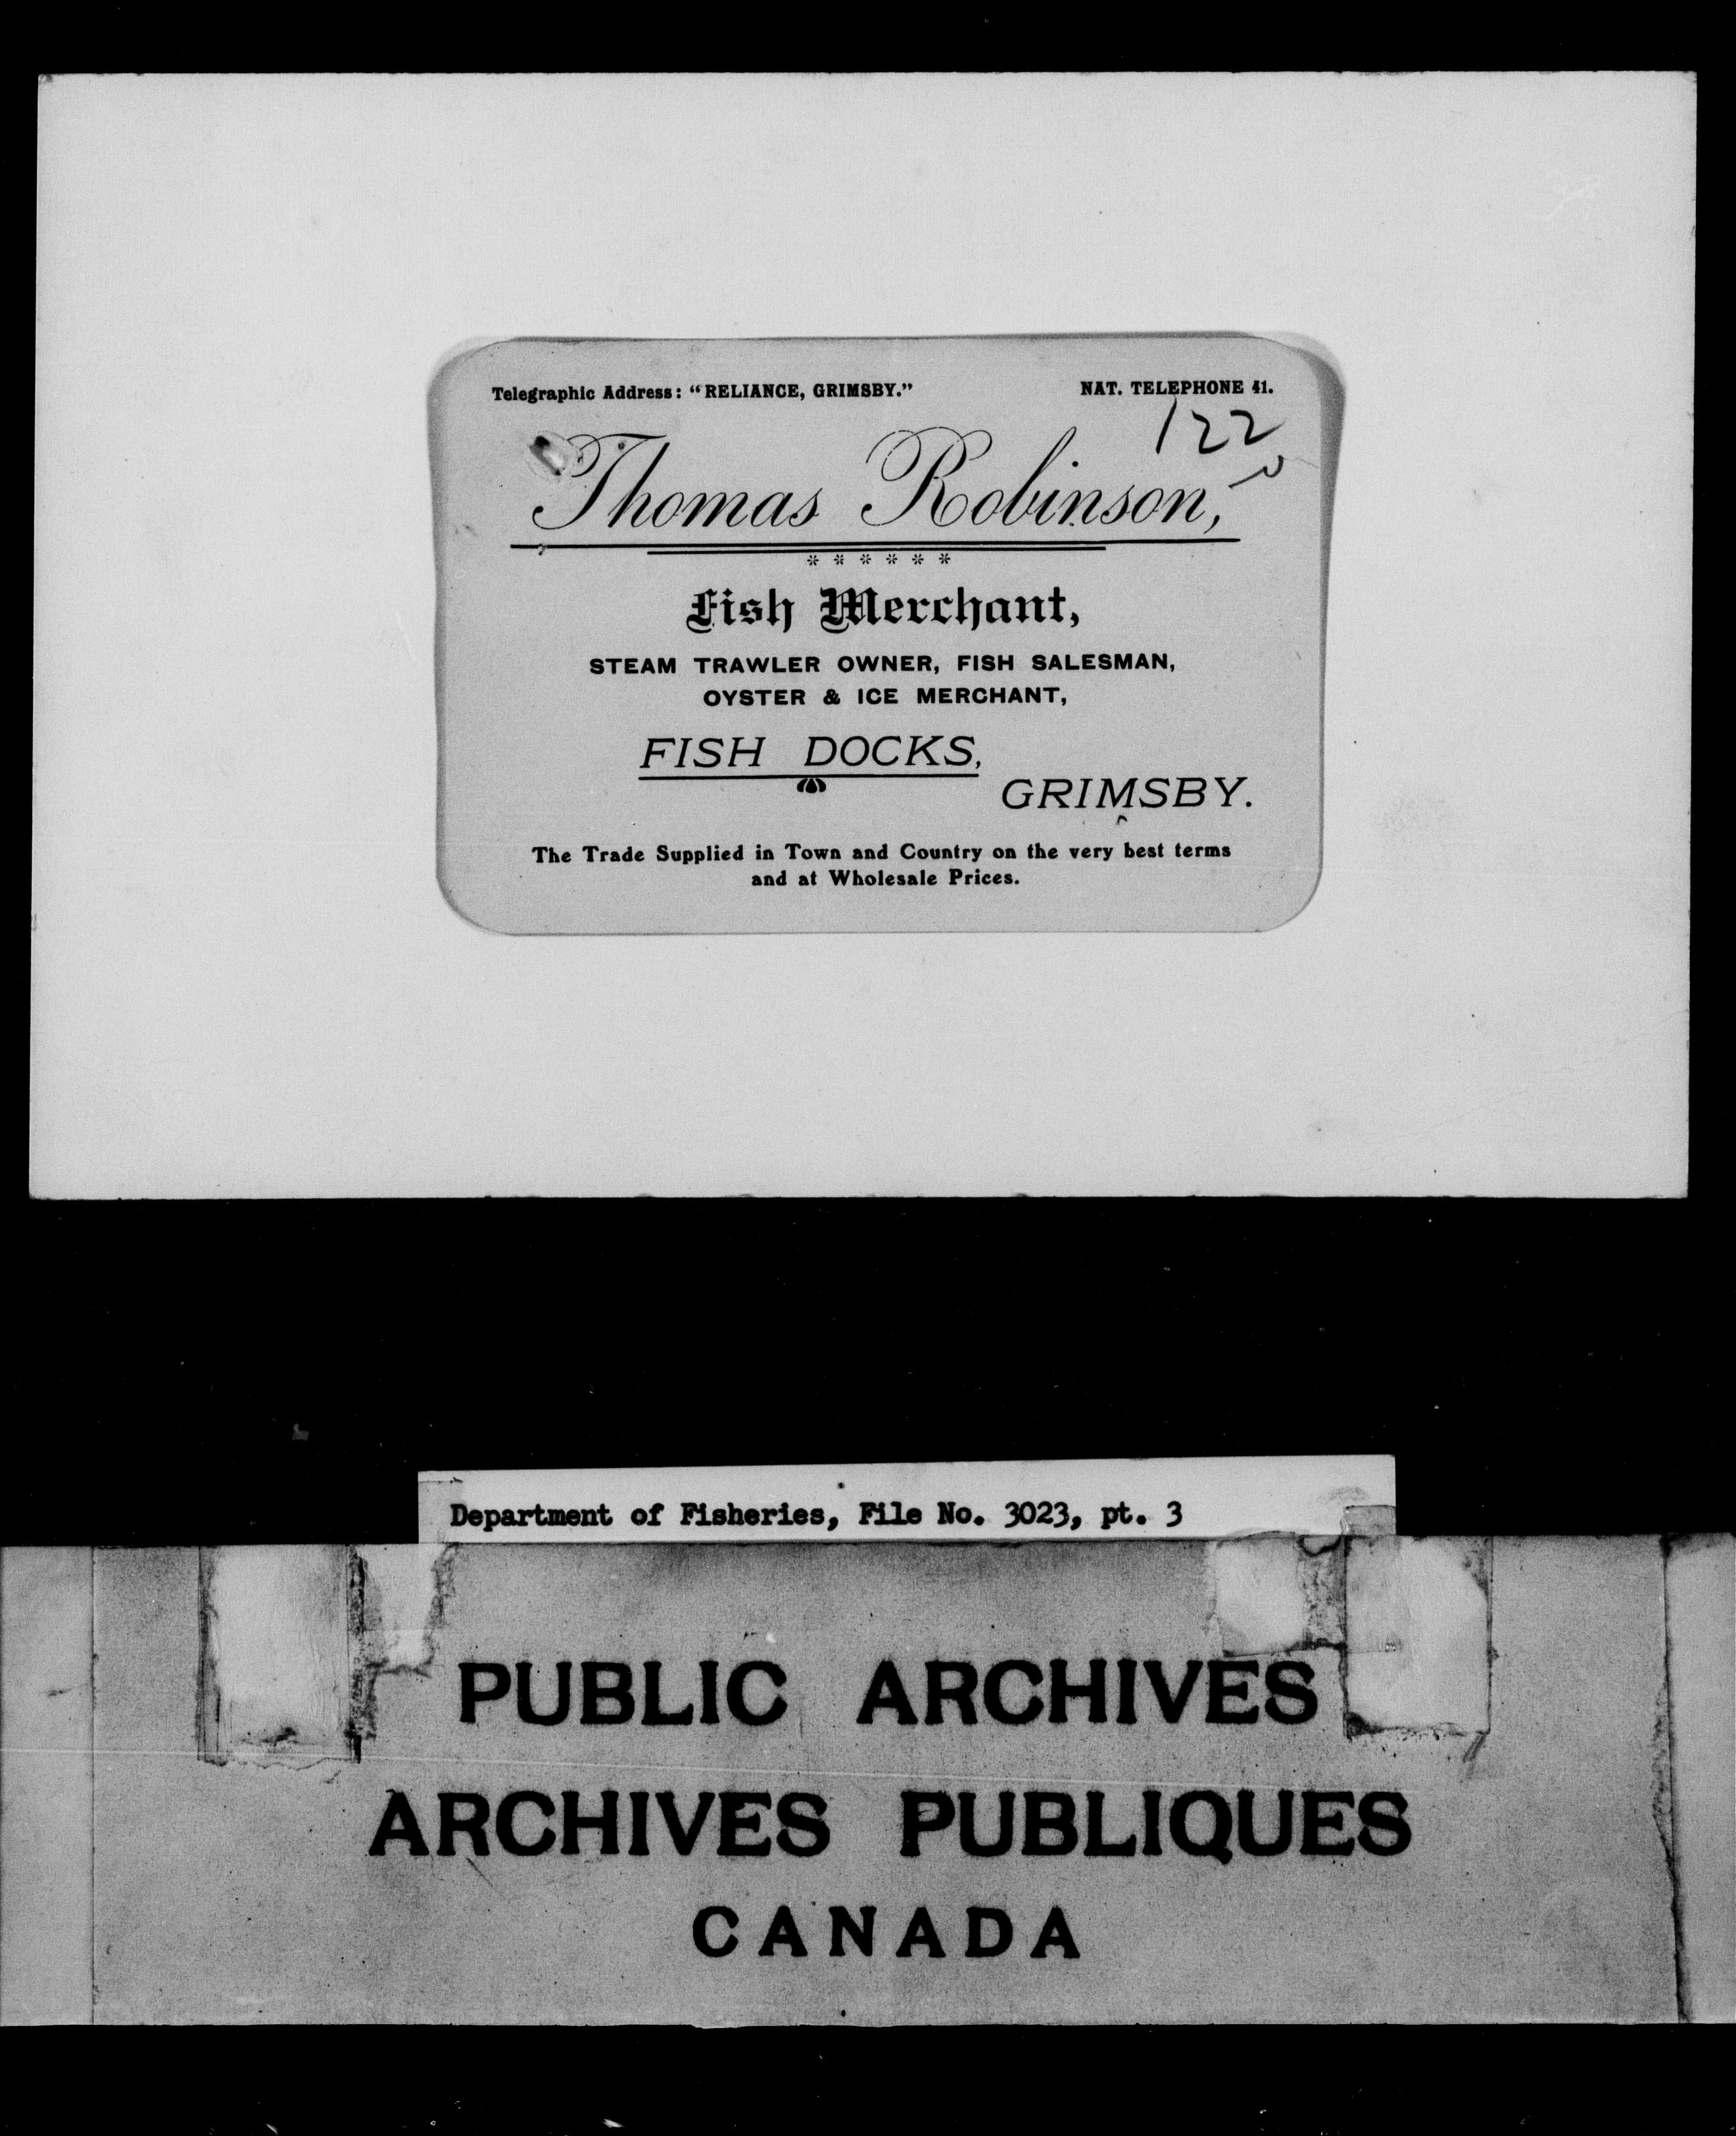 Telegraphic Address: “RELIANCE, GRIMSBY.” NAT. TELEPHONE 41.
122
Thomas Robinson,
* * * * * *
Fish Merchant,
STEAM TRAWLER OWNER, FISH SALESMAN,
OYSTER & ICE MERCHANT,
FISH DOCKS,
GRIMSBY.
The Trade Supplied in Town and Country on the very best terms
and at Wholesale Prices.
Department of Fisheries, File No. 3023, pt. 3
PUBLIC ARCHIVES
ARCHIVES PUBLIQUES
CANADA